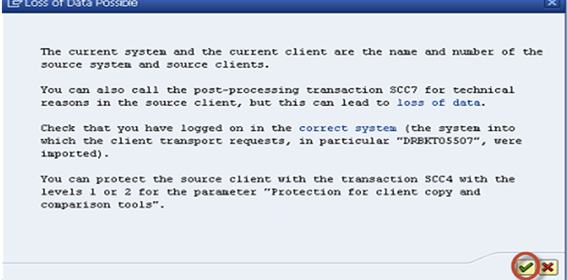 Loss of Data Possible
The current system and the current client are the name and number of the
source system and source clients.
You can also call the post-processing transaction SCC7 for technical
reasons in the source client, but this can lead to loss of data.
Check that you have logged on in the correct system (the system into
which the client transport requests, in particular "DRBKT05507", were
imported).
You can protect the source client with the transaction SCC4 with the
levels 1 or 2 for the parameter "Protection for client copy and
comparison tools".